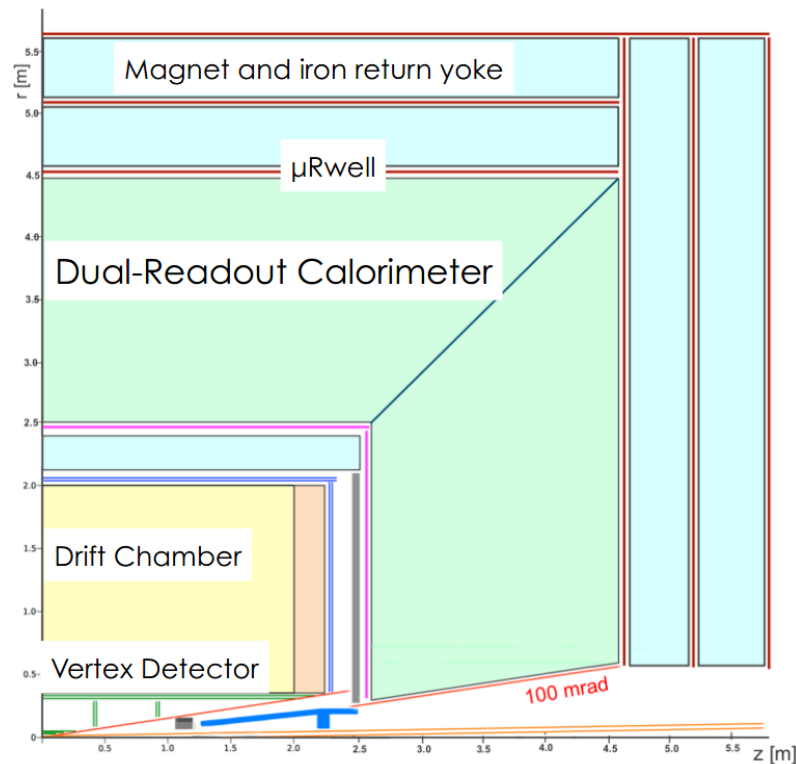 r [m]
5.5
5.0
4.5
4.0
3.5
3.0
2.5
2.0
1.5
1.0
0.5
0
Magnet and iron return yoke
µRwell
Dual-Readout Calorimeter
Drift Chamber
Vertex Detector
100 mrad
0.5 1.0 1.5 2.0 2.5 3.0 3.5 4.0 4.5 5.0 5.5
z [m]